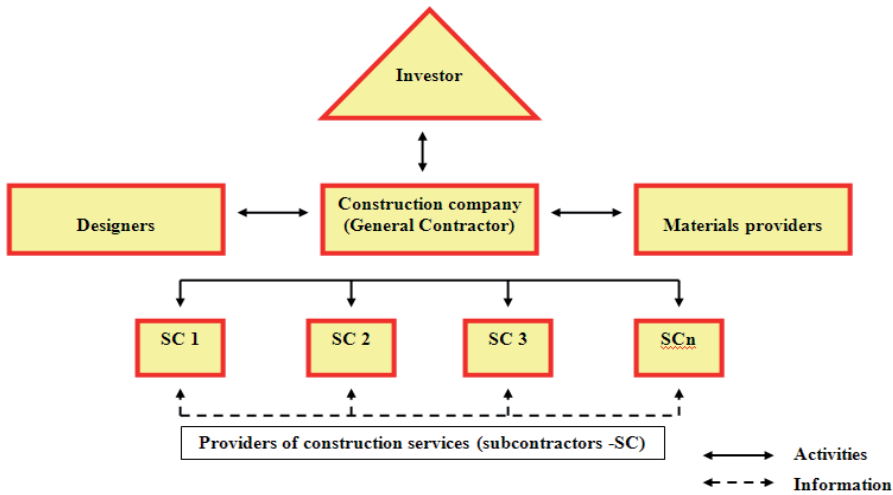 Investor
Designers
Construction company
(General Contractor)
Materials providers
SC 1
SC 2
SC 3
SCn
Providers of construction services (subcontractors -SC)
Activities
Information